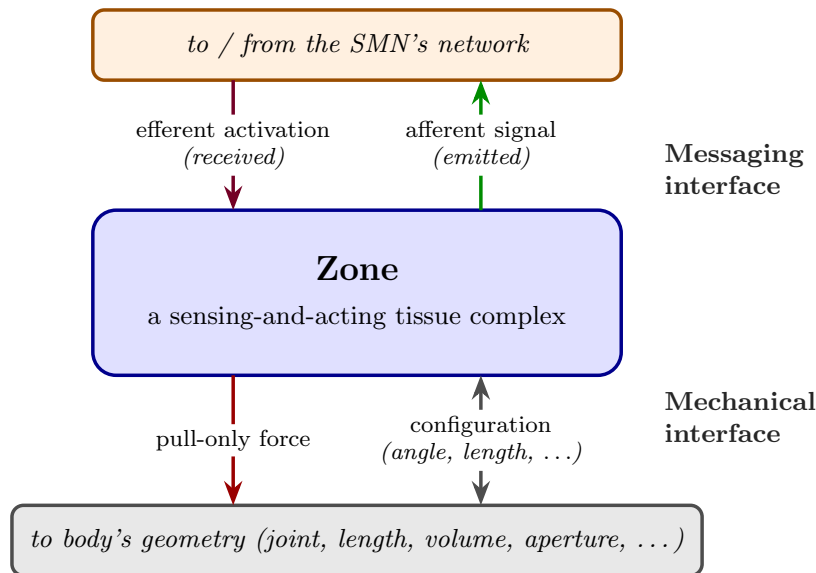 to / from the SMN's network
efferent activation
(received)
afferent signal
(emitted)
Messaging
interface
Zone
a sensing-and-acting tissue complex
pull-only force
configuration
(angle, length, ...)
Mechanical
interface
to body's geometry (joint, length, volume, aperture, ...)